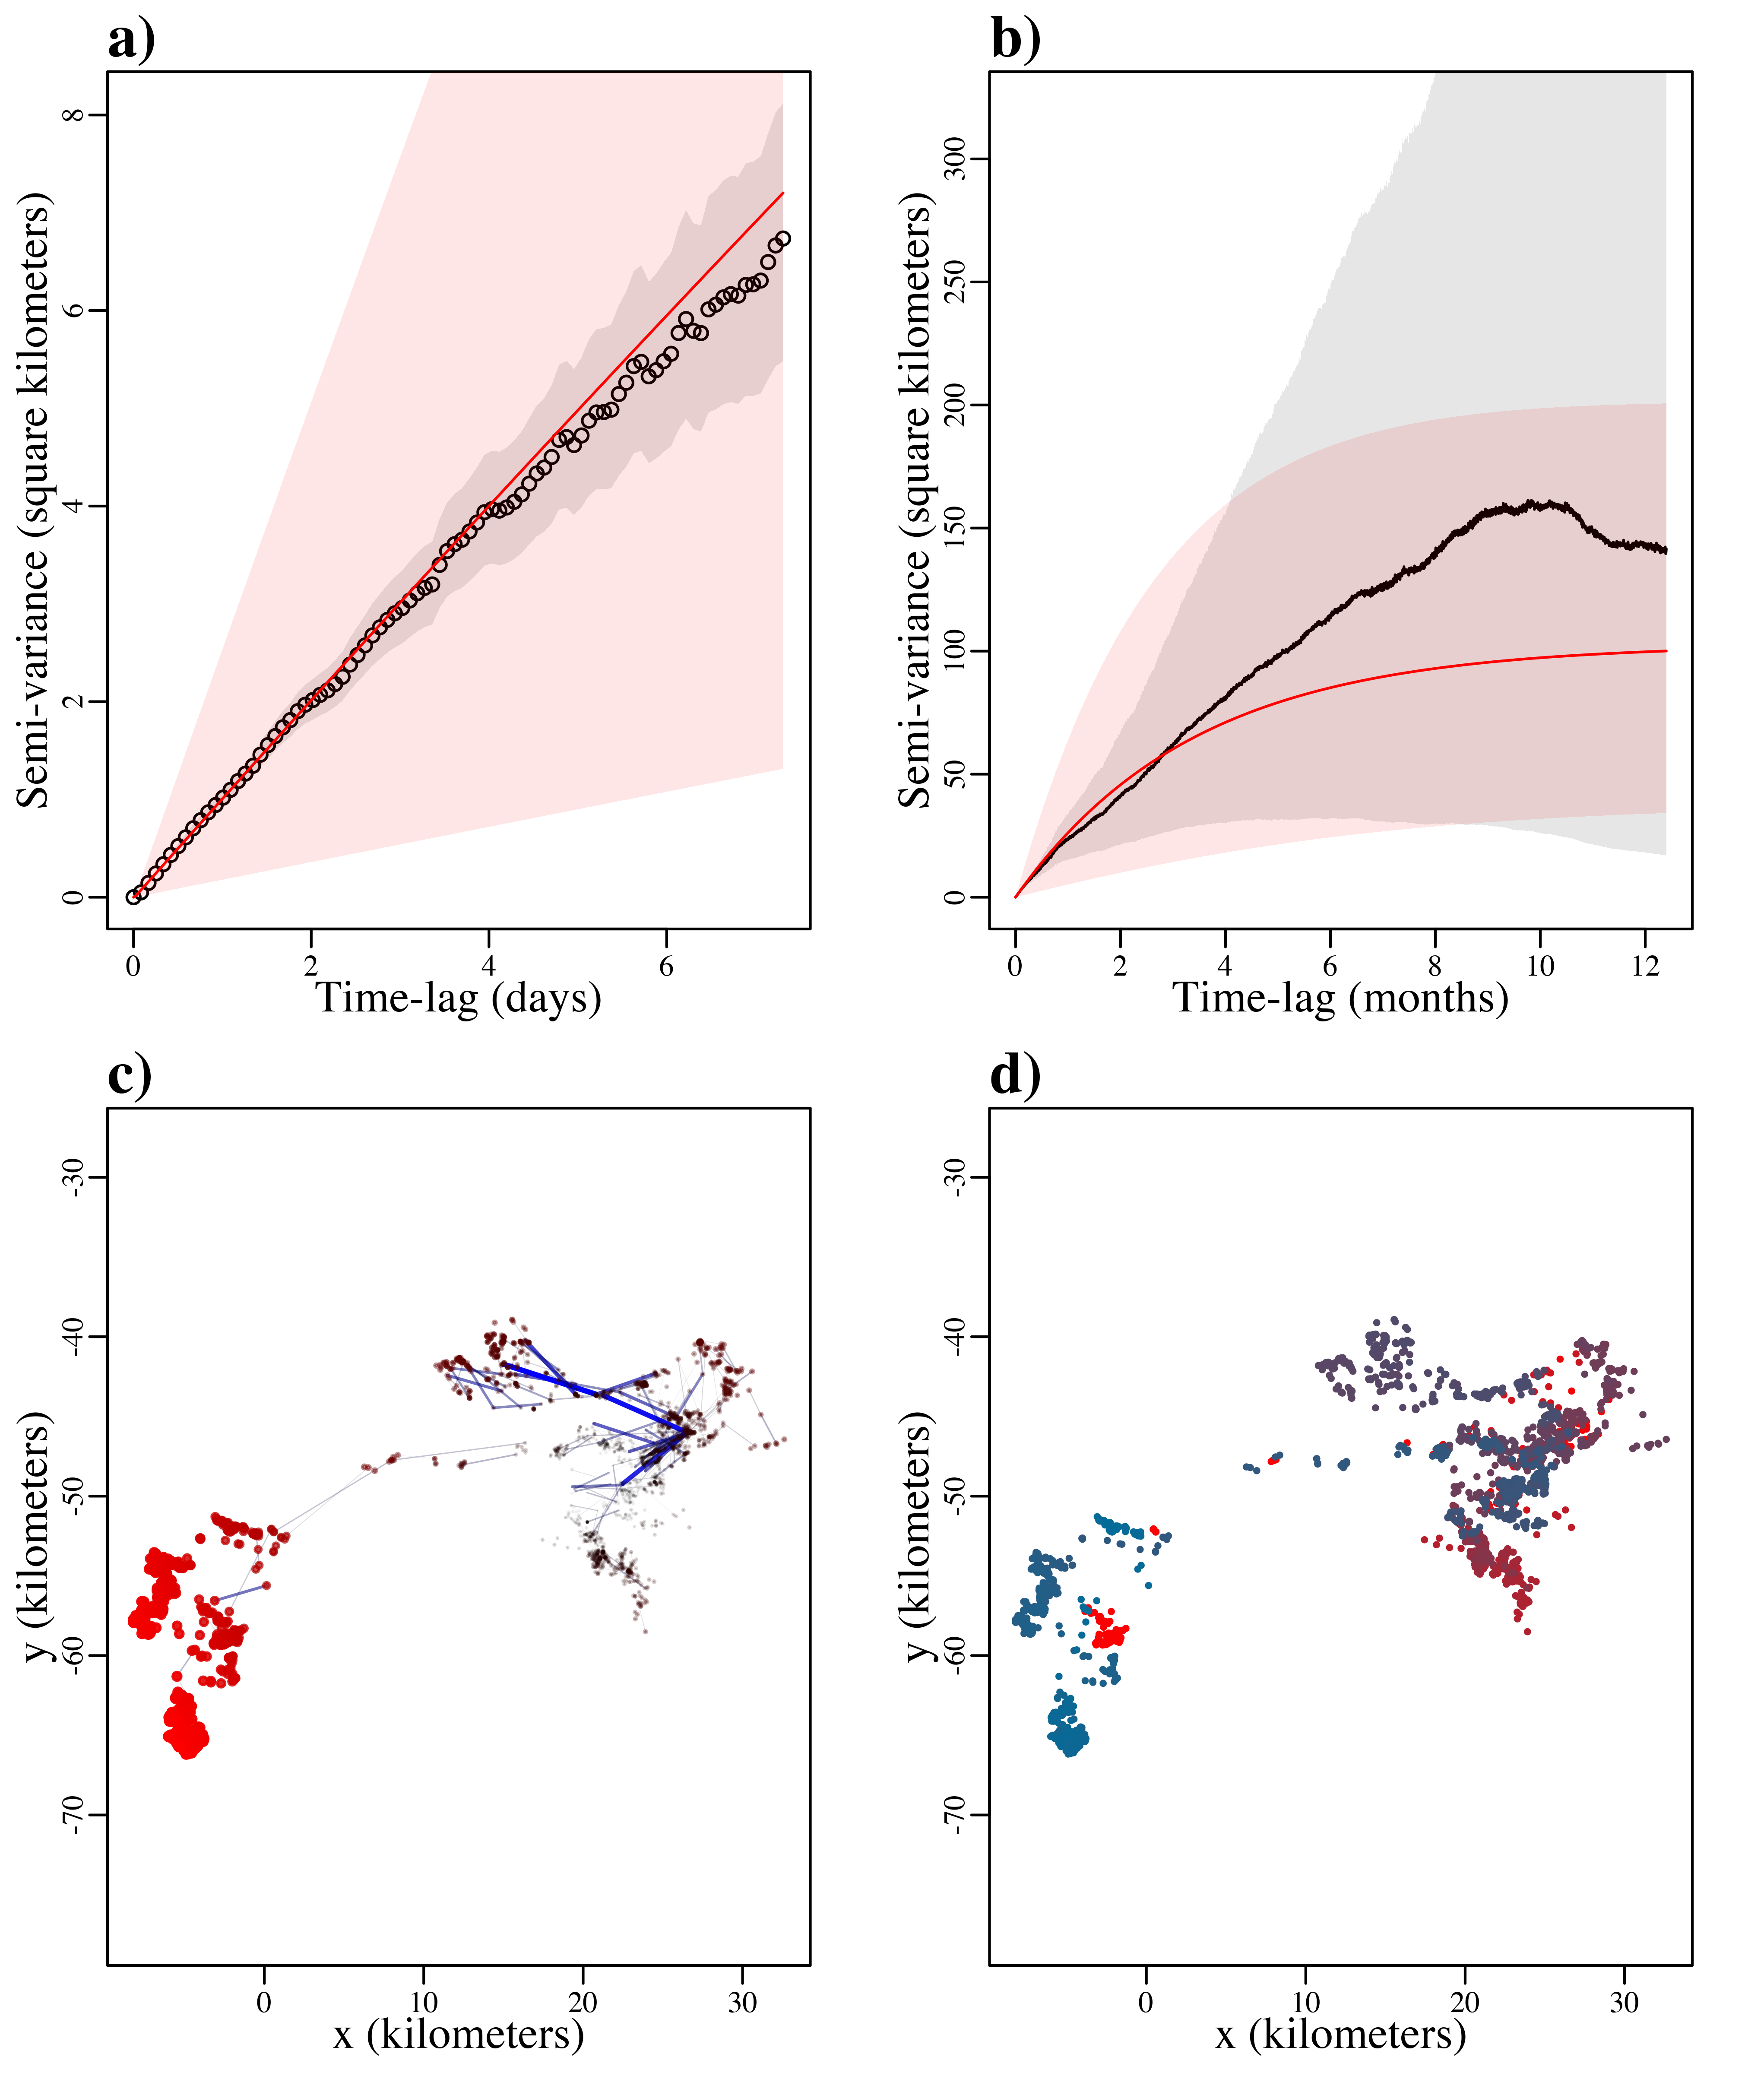 a)
Semi-variance (square kilometers)
8
6
4
2
0
0 2 4 6
Time-lag (days)
b)
Semi-variance (square kilometers)
300
250
200
150
100
50
0
0 2 4 6 8 10 12
Time-lag (months)
c)
y (kilometers)
-30
-40
-50
-60
-70
0 10 20 30
x (kilometers)
d)
y (kilometers)
-30
-40
-50
-60
-70
0 10 20 30
x (kilometers)